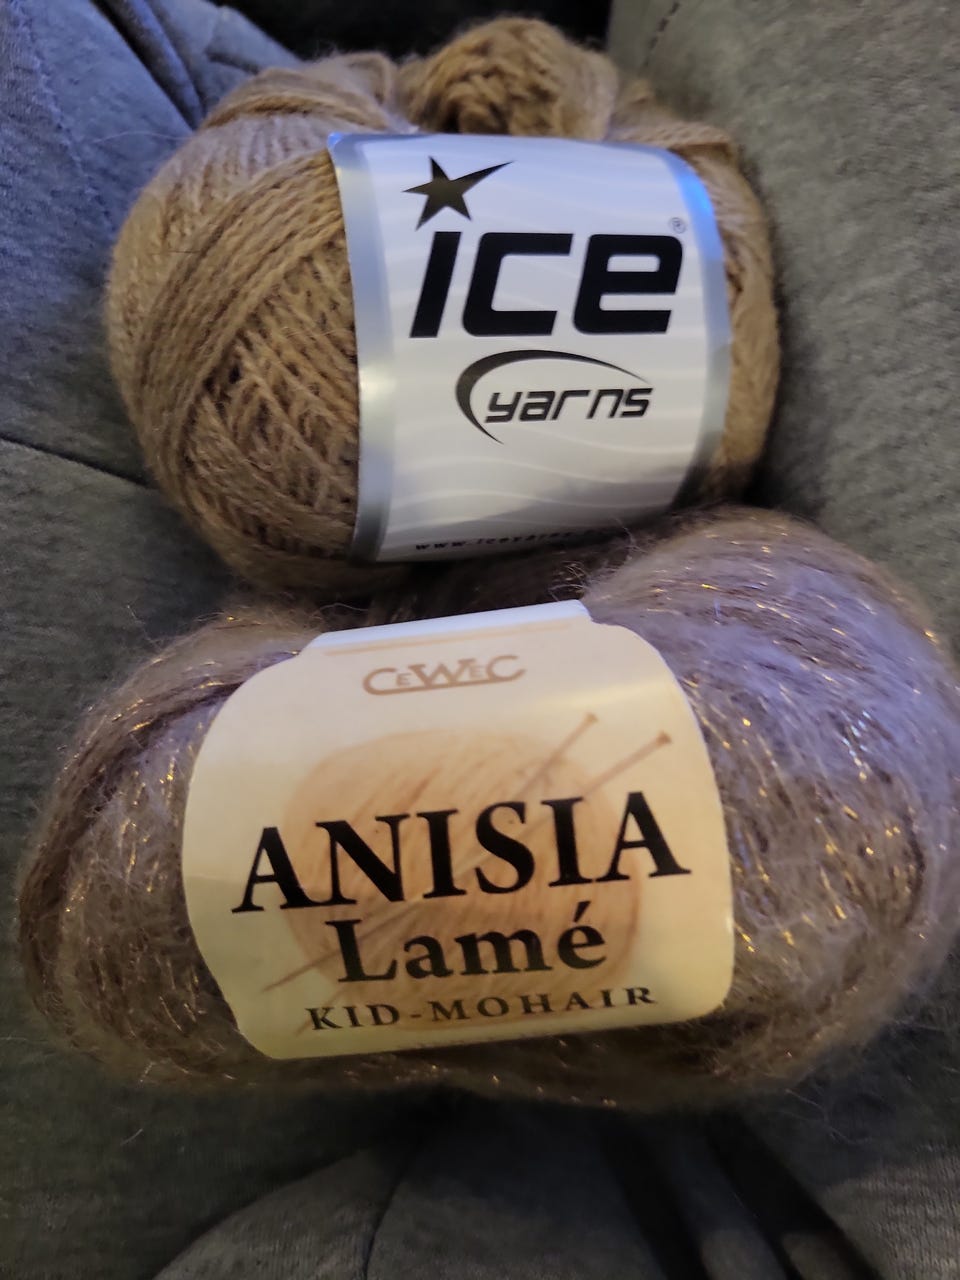 ice®
yarns
CeWeC
ANISIA
Lamé
KID-MOHAIR